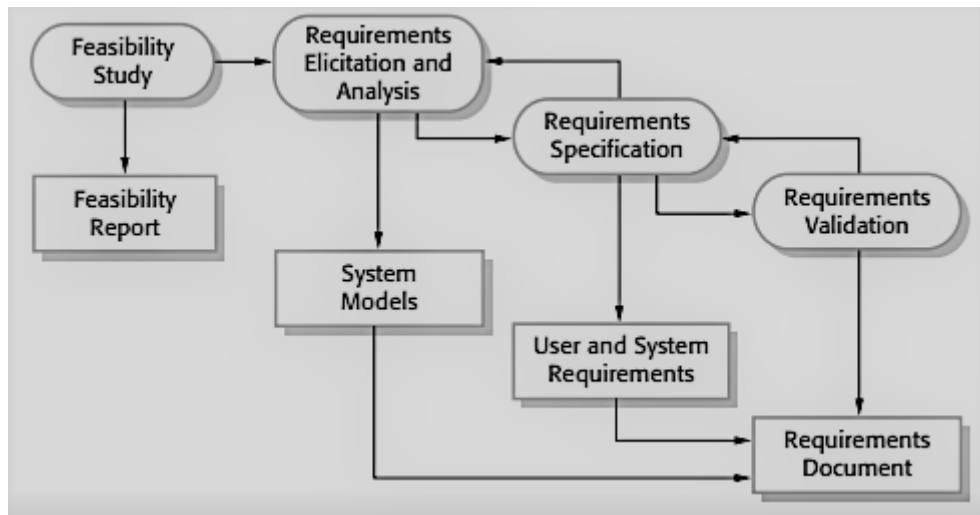 Feasibility
Study
Requirements
Elicitation and
Analysis
Requirements
Specification
Requirements
Validation
Feasibility
Report
System
Models
User and System
Requirements
Requirements
Document